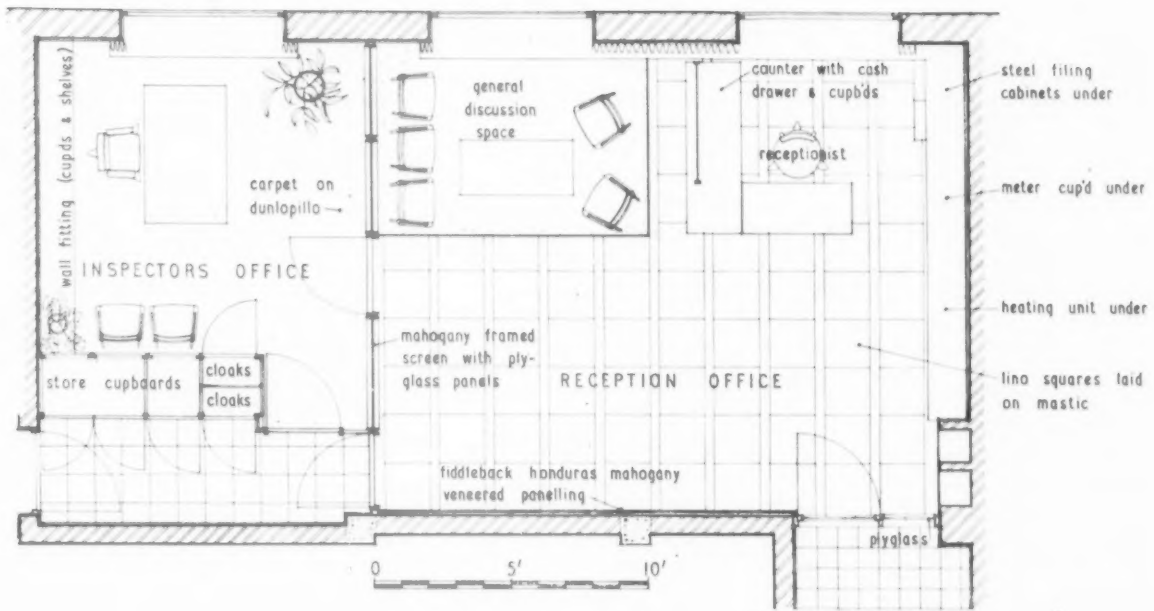 wall fitting (cupds & shelves)
carpet on
dunlopillo
INSPECTORS OFFICE
store cupboards
cloaks
cloaks
general
discussion
space
counter with cash
drawer & cupb'ds
receptionist
mahogany framed
screen with ply-
glass panels
RECEPTION OFFICE
fiddleback honduras mahogany
veneered panelling
plyglass
steel filing
cabinets under
meter cup'd under
heating unit under
lino squares laid
on mastic
0 5' 10'